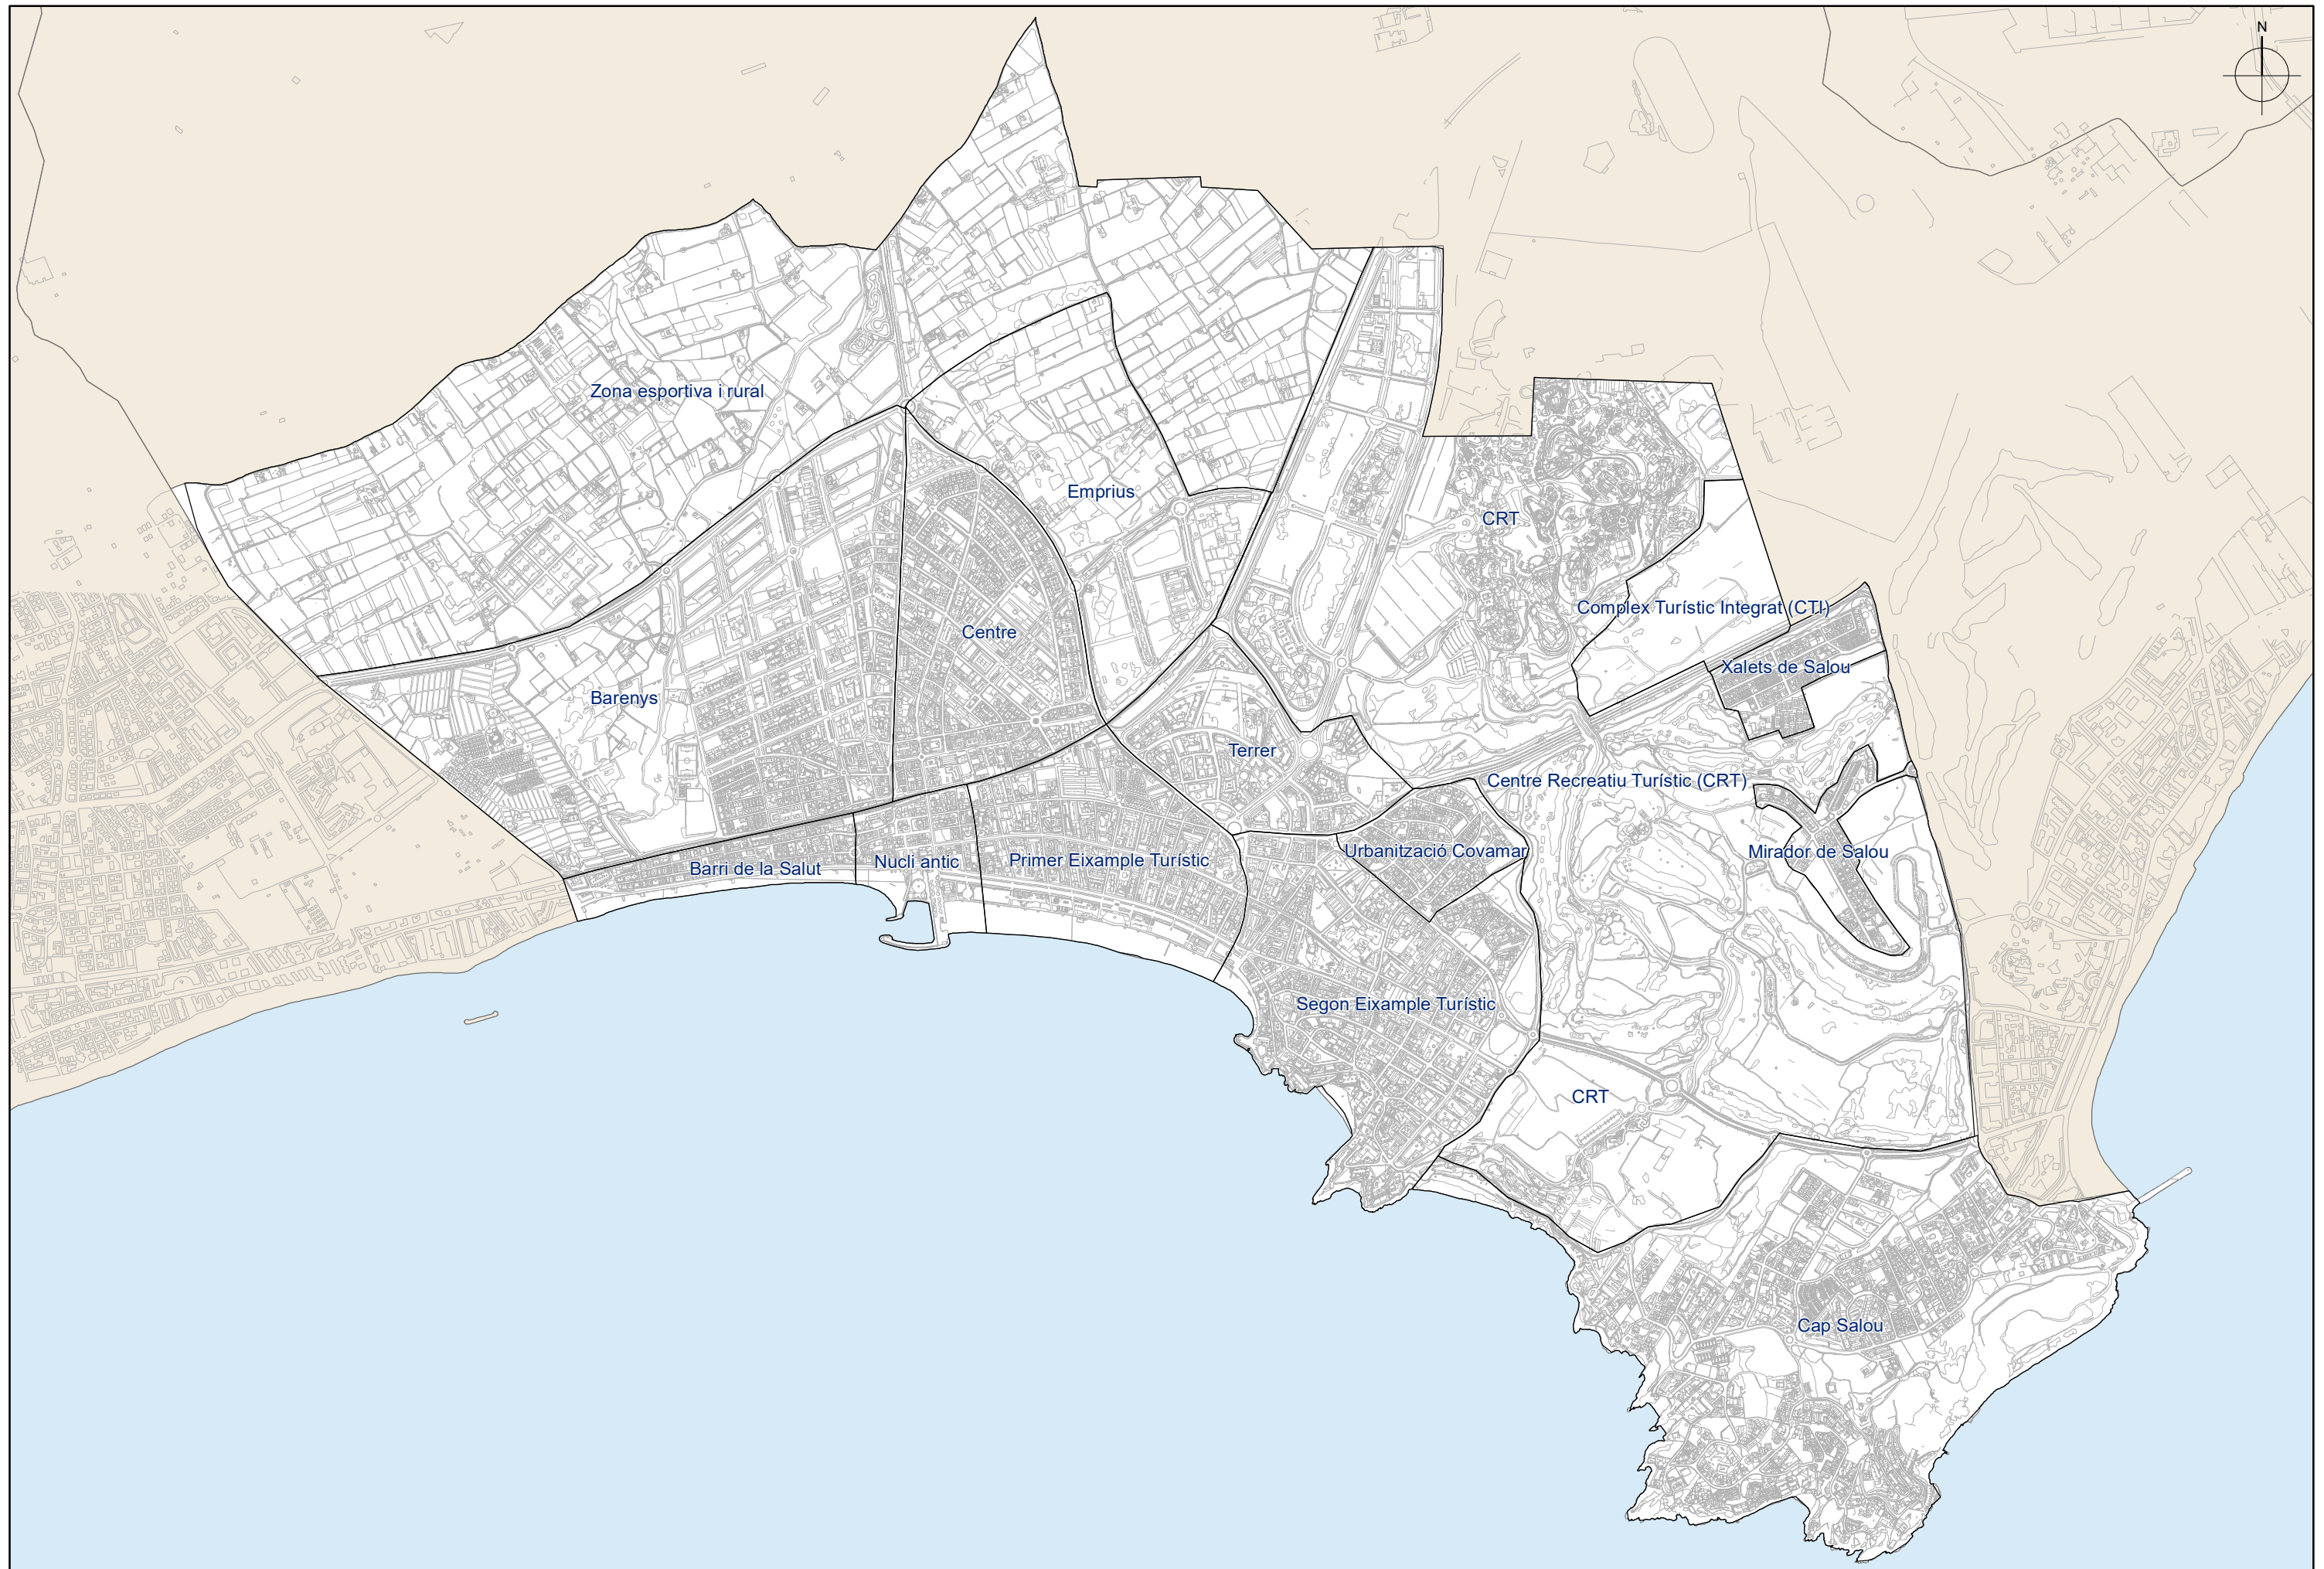 N
Zona esportiva i rural
Emprius
CRT
Complex Turístic Integrat (CTI)
Centre
Xalets de Salou
Barenys
Terrer
Centre Recreatiu Turístic (CRT)
Urbanització Covamar
Mirador de Salou
Barri de la Salut
Nucli antic
Primer Eixample Turístic
Segon Eixample Turístic
CRT
Cap Salou